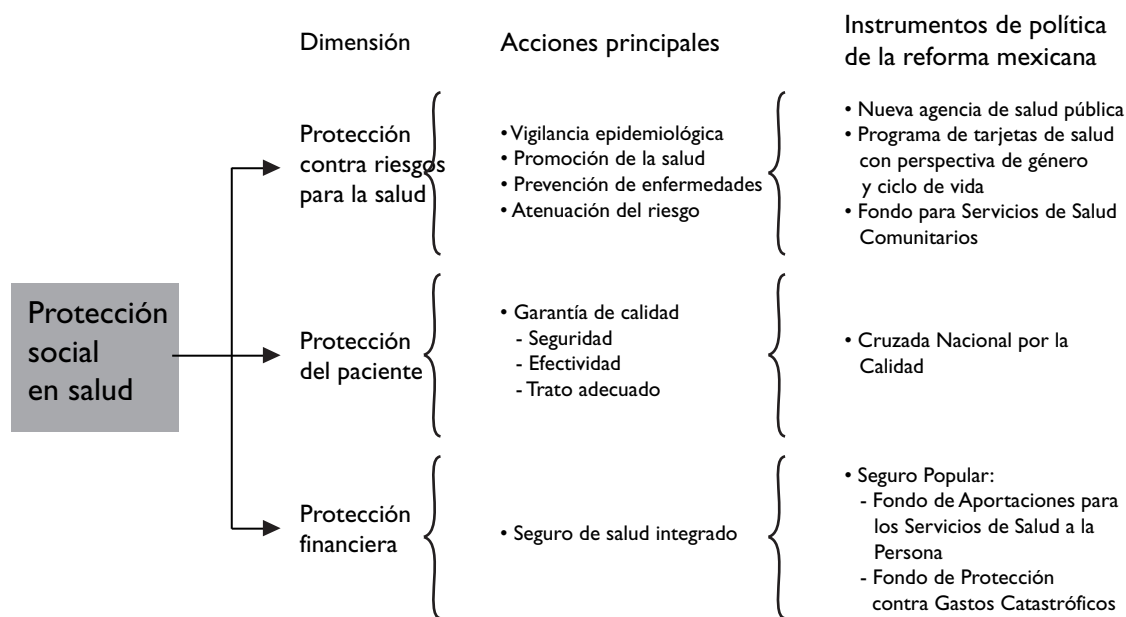 Dimensión
Acciones principales
Instrumentos de política
de la reforma mexicana
Protección
social
en salud
Protección
contra riesgos
para la salud
• Vigilancia epidemiológica
• Promoción de la salud
• Prevención de enfermedades
• Atenuación del riesgo
• Nueva agencia de salud pública
• Programa de tarjetas de salud
con perspectiva de género
y ciclo de vida
• Fondo para Servicios de Salud
Comunitarios
Protección
del paciente
• Garantía de calidad
- Seguridad
- Efectividad
- Trato adecuado
• Cruzada Nacional por la
Calidad
Protección
financiera
• Seguro de salud integrado
• Seguro Popular:
- Fondo de Aportaciones para
los Servicios de Salud a la
Persona
- Fondo de Protección
contra Gastos Catastróficos